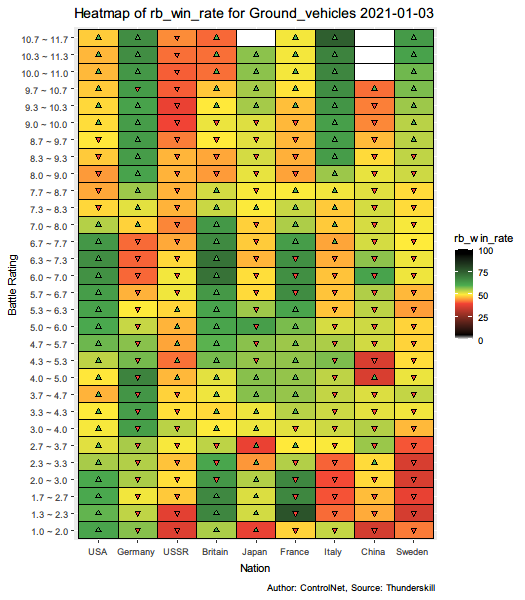 Heatmap of rb_win_rate for Ground_vehicles 2021-01-03
Battle Rating
10.7 ~ 11.7
10.3 ~ 11.3
10.0 ~ 11.0
9.7 ~ 10.7
9.3 ~ 10.3
9.0 ~ 10.0
8.7 ~ 9.7
8.3 ~ 9.3
8.0 ~ 9.0
7.7 ~ 8.7
7.3 ~ 8.3
7.0 ~ 8.0
6.7 ~ 7.7
6.3 ~ 7.3
6.0 ~ 7.0
5.7 ~ 6.7
5.3 ~ 6.3
5.0 ~ 6.0
4.7 ~ 5.7
4.3 ~ 5.3
4.0 ~ 5.0
3.7 ~ 4.7
3.3 ~ 4.3
3.0 ~ 4.0
2.7 ~ 3.7
2.3 ~ 3.3
2.0 ~ 3.0
1.7 ~ 2.7
1.3 ~ 2.3
1.0 ~ 2.0
USA Germany USSR Britain Japan France Italy China Sweden
Nation
rb_win_rate
100
75
50
25
0
Author: ControlNet, Source: Thunderskill